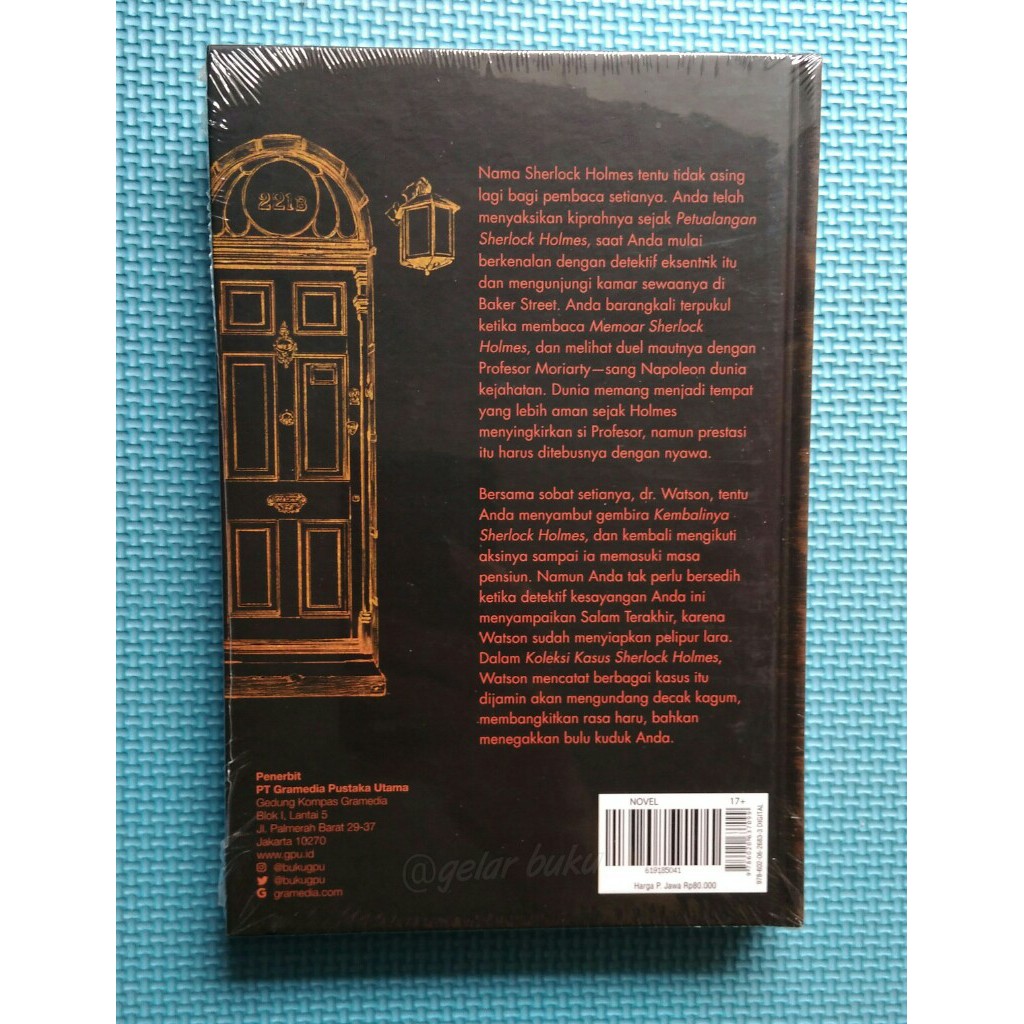 221B
Nama Sherlock Holmes tentu tidak asing
lagi bagi pembaca setianya. Anda telah
menyaksikan kiprahnya sejak Petualangan
Sherlock Holmes, saat Anda mulai
berkenalan dengan detektif eksentrik itu
dan mengunjungi kamar sewaanya di
Baker Street. Anda barangkali terpukul
ketika membaca Memoar Sherlock
Holmes, dan melihat duel mautnya dengan
Profesor Moriarty—sang Napoleon dunia
kejahatan. Dunia memang menjadi tempat
yang lebih aman sejak Holmes
menyingkirkan si Profesor, namun prestasi
itu harus ditebusnya dengan nyawa.
Bersama sobat setianya, dr. Watson, tentu
Anda menyambut gembira Kembalinya
Sherlock Holmes, dan kembali mengikuti
aksinya sampai ia memasuki masa
pensiun. Namun Anda tak perlu bersedih
ketika detektif kesayangan Anda ini
menyampaikan Salam Terakhir, karena
Watson sudah menyiapkan pelipur lara.
Dalam Koleksi Kasus Sherlock Holmes,
Watson mencatat berbagai kasus itu
dijamin akan mengundang decak kagum,
membangkitkan rasa haru, bahkan
menegakkan bulu kuduk Anda.
Penerbit
PT Gramedia Pustaka Utama
Gedung Kompas Gramedia
Blok I, Lantai 5
Jl. Palmerah Barat 29-37
Jakarta 10270
www.gpu.id
@bukugpu
@bukugpu
gramedia.com
@gelar buku
NOVEL
17+
619185041
Harga P. Jawa Rp80.000